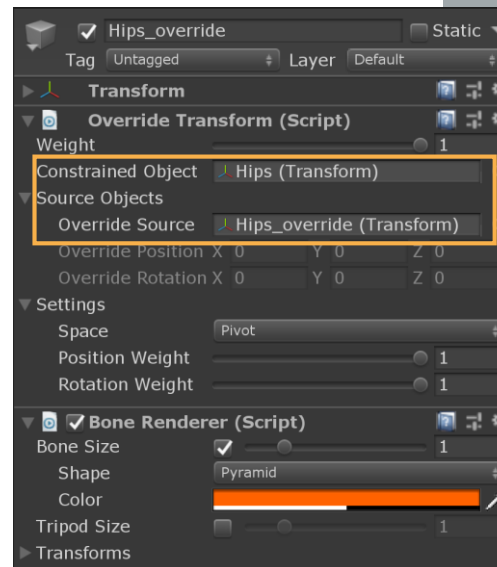 Hips_override Static
Tag Untagged Layer Default
Transform
Override Transform (Script)
Weight 1
Constrained Object Hips (Transform)
Source Objects
Override Source Hips_override (Transform)
Override Position X 0 Y 0 Z 0
Override Rotation X 0 Y 0 Z 0
Settings
Space Pivot
Position Weight 1
Rotation Weight 1
Bone Renderer (Script)
Bone Size 1
Shape Pyramid
Color
Tripod Size 1
Transforms